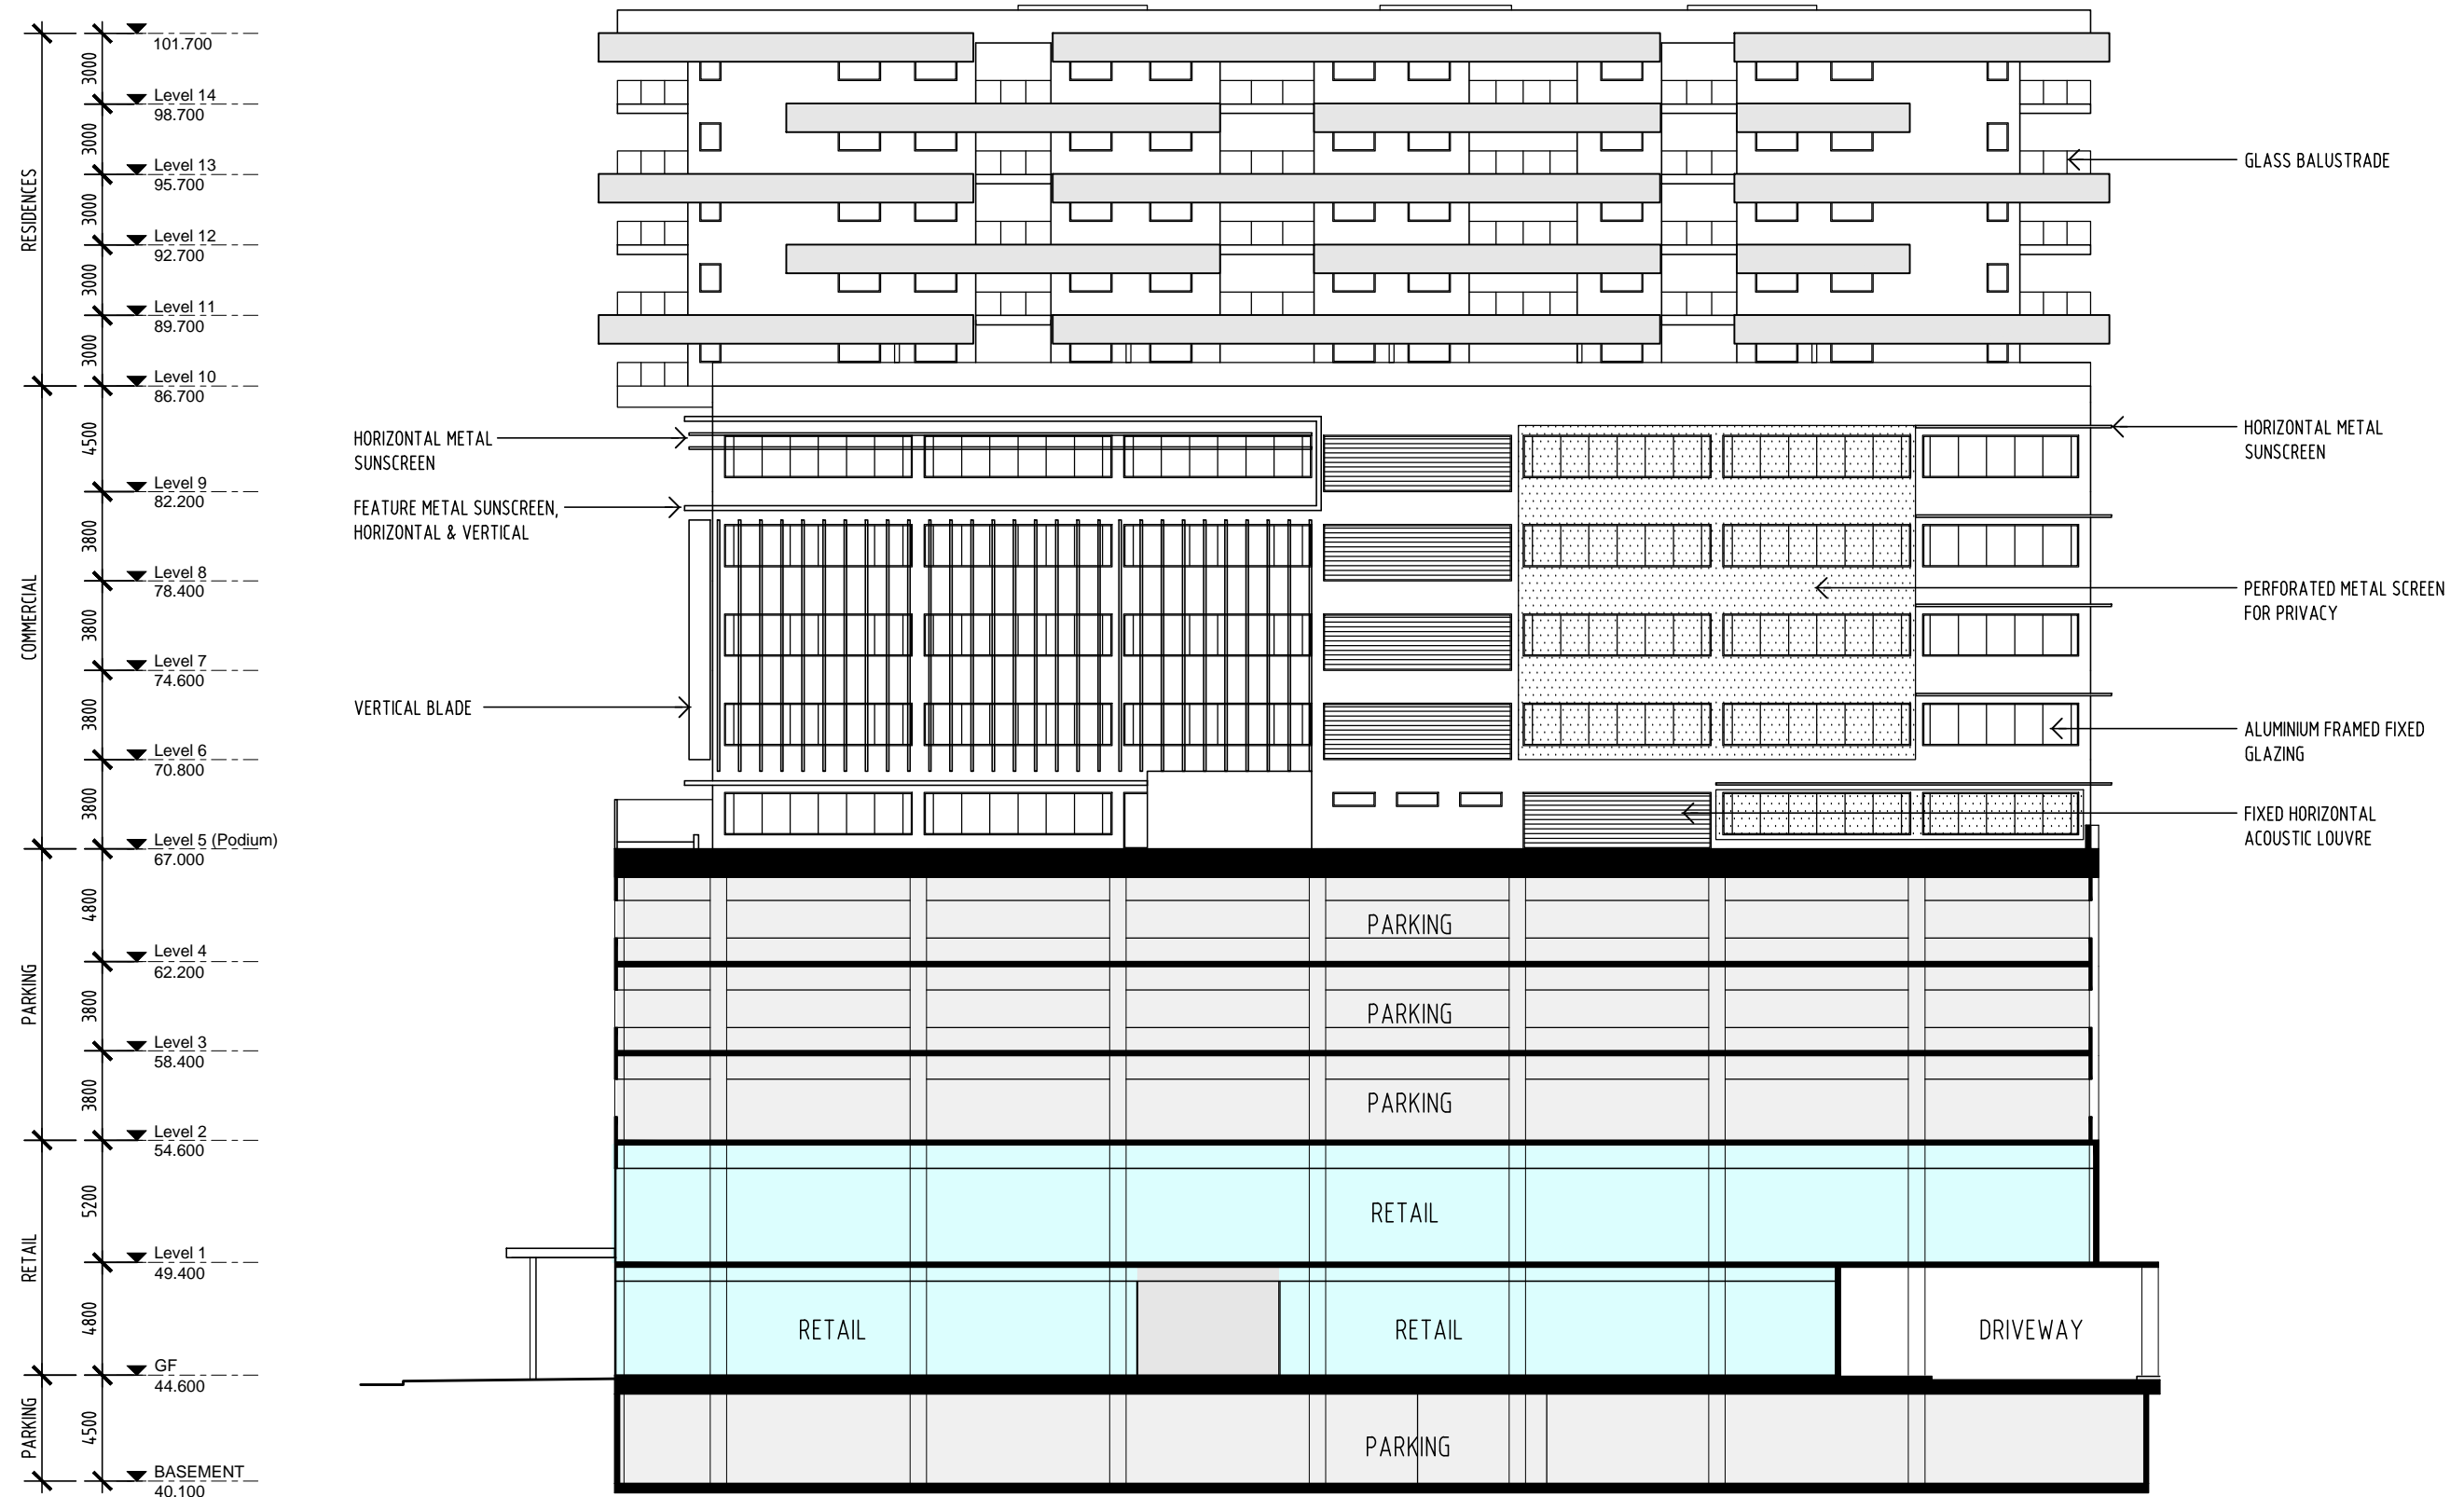 101.700
3000
Level 14
98.700
3000
Level 13
95.700
GLASS BALUSTRADE
RESIDENCES
3000
Level 12
92.700
3000
Level 11
89.700
3000
Level 10
86.700
4500
HORIZONTAL METAL
SUNSCREEN
HORIZONTAL METAL
SUNSCREEN
Level 9
82.200
FEATURE METAL SUNSCREEN,
HORIZONTAL & VERTICAL
3800
Level 8
78.400
PERFORATED METAL SCREEN
FOR PRIVACY
COMMERCIAL
3800
Level 7
74.600
VERTICAL BLADE
3800
ALUMINIUM FRAMED FIXED
GLAZING
Level 6
70.800
3800
FIXED HORIZONTAL
ACOUSTIC LOUVRE
Level 5 (Podium)
67.000
4800
PARKING
Level 4
62.200
PARKING
3800
PARKING
Level 3
58.400
3800
PARKING
Level 2
54.600
5200
RETAIL
RETAIL
Level 1
49.400
4800
RETAIL
RETAIL
DRIVEWAY
GF
44.600
PARKING
4500
PARKING
BASEMENT
40.100